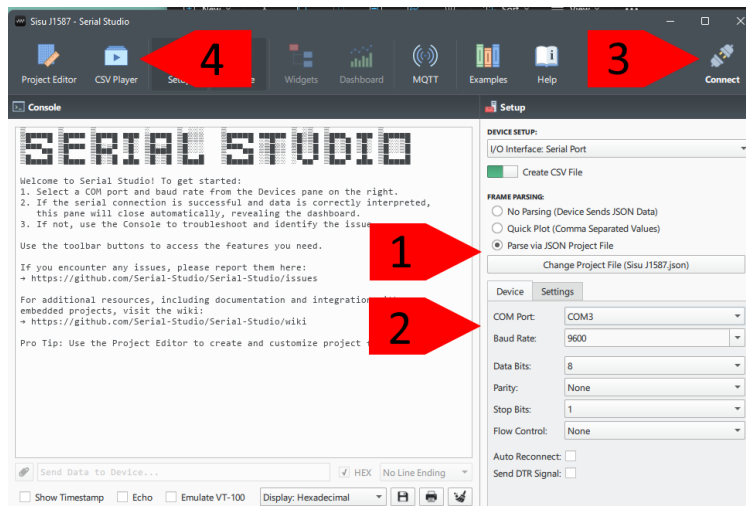 Sisu J1587 - Serial Studio
4
3
Project Editor
CSV Player
Widgets
Dashboard
MQTT
Examples
Help
Connect
Console
Setup
SERIAL STUDIO
Welcome to Serial Studio! To get started:
1. Select a COM port and baud rate from the Devices pane on the right.
2. If the serial connection is successful and data is correctly interpreted,
this pane will close automatically, revealing the dashboard.
3. If not, use the Console to troubleshoot and identify the issue
Use the toolbar buttons to access the features you need.
If you encounter any issues, please report them here:
→ https://github.com/Serial-Studio/Serial-Studio/issues
For additional resources, including documentation and integration
embedded projects, visit the wiki:
→ https://github.com/Serial-Studio/Serial-Studio/wiki
Pro Tip: Use the Project Editor to create and customize project
1
2
DEVICE SETUP:
I/O Interface: Serial Port
Create CSV File
FRAME PARSING:
No Parsing (Device Sends JSON Data)
Quick Plot (Comma Separated Values)
Parse via JSON Project File
Change Project File (Sisu J1587.json)
Device Settings
COM Port: COM3
Baud Rate: 9600
Data Bits: 8
Parity: None
Stop Bits: 1
Flow Control: None
Auto Reconnect:
Send DTR Signal:
Send Data to Device...
HEX
No Line Ending
Show Timestamp
Echo
Emulate VT-100
Display: Hexadecimal